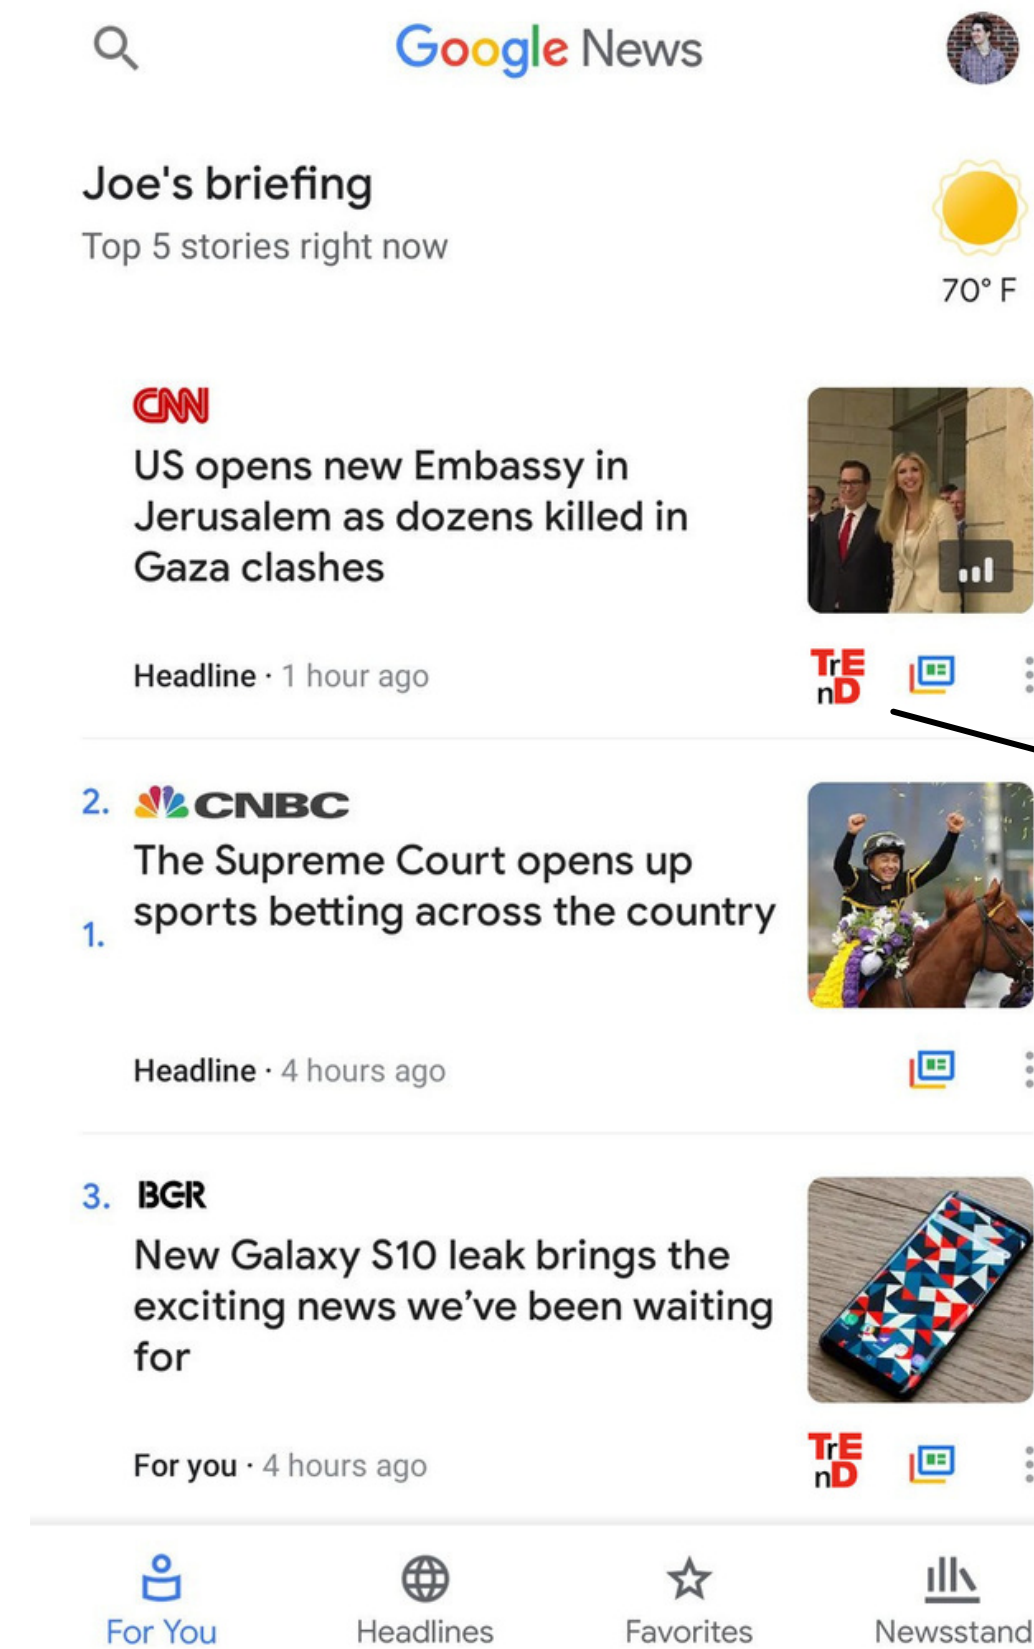 Google News
Joe's briefing
Top 5 stories right now
70° F
CNN
US opens new Embassy in
Jerusalem as dozens killed in
Gaza clashes
Headline · 1 hour ago
TrE
nD
2. CNBC
The Supreme Court opens up
sports betting across the country
1.
Headline · 4 hours ago
3. BGR
New Galaxy S10 leak brings the
exciting news we've been waiting
for
For you · 4 hours ago
TrE
nD
For You
Headlines
Favorites
Newsstand